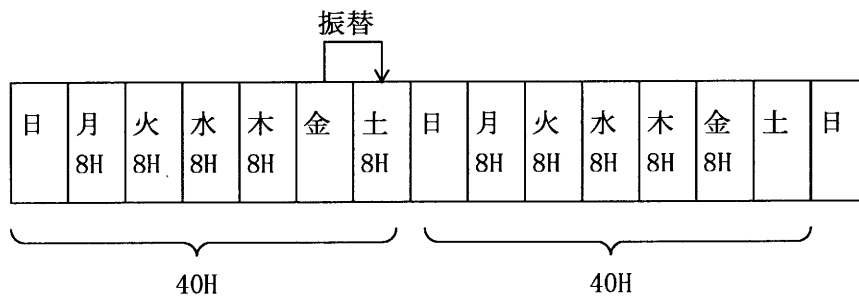 振替
日 月 火 水 木 金 土 日 月 火 水 木 金 土 日
8H 8H 8H 8H 8H 8H 8H 8H 8H 8H
40H 40H